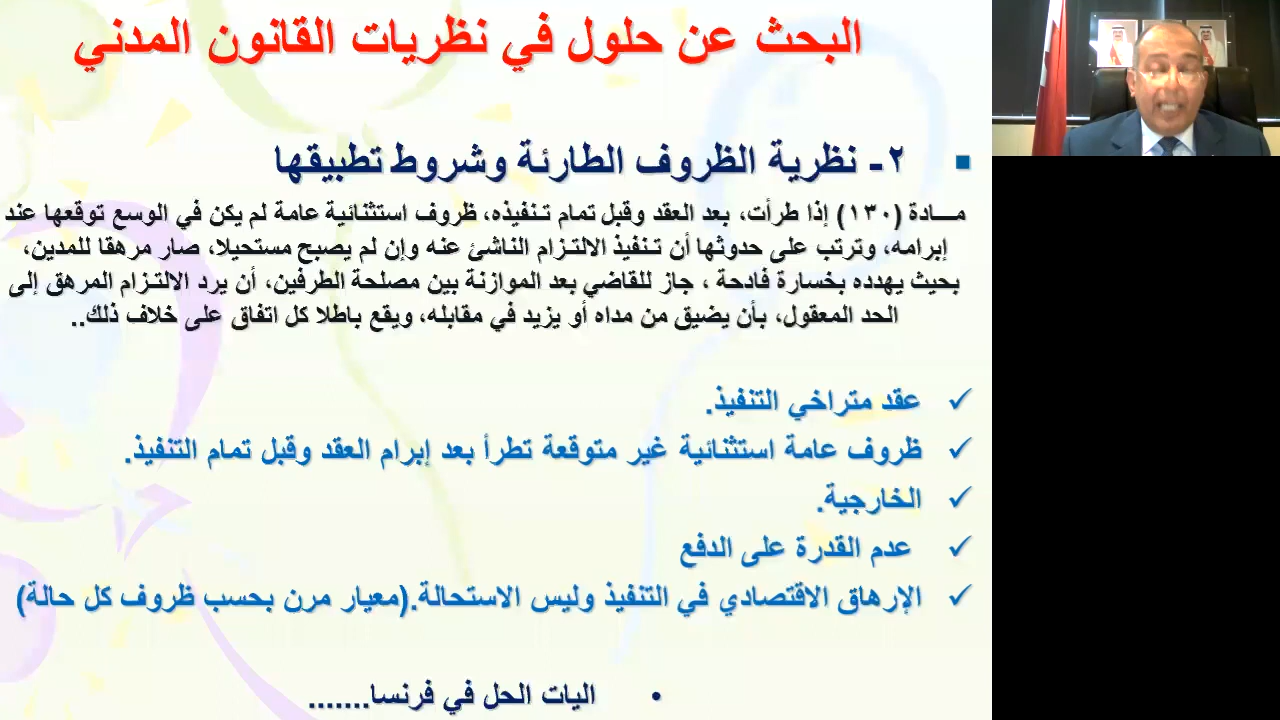 البحث عن حلول في نظريات القانون المدني
٢- نظرية الظروف الطارئة وشروط تطبيقها
مـــادة (١٣٠) إذا طرأت، بعد العقد وقبل تمام تـنفيذه، ظروف استثنائية عامة لم يكن في الوسع توقعها عند
إبرامه، وترتب على حدوثها أن تـنفيذ الالتـزام الناشئ عنه وإن لم يصبح مستحيلا، صار مرهقا للمدين،
بحيث يهدده بخسارة فادحة ، جاز للقاضي بعد الموازنة بين مصلحة الطرفين، أن يرد الالتـزام المرهق إلى
الحد المعقول، بأن يضيق من مداه أو يزيد في مقابله، ويقع باطلا كل اتفاق على خلاف ذلك..
✓ عقد متراخي التنفيذ.
✓ ظروف عامة استثنائية غير متوقعة تطرأ بعد إبرام العقد وقبل تمام التنفيذ.
✓ الخارجية.
✓ عدم القدرة على الدفع
✓ الإرهاق الاقتصادي في التنفيذ وليس الاستحالة.(معيار مرن بحسب ظروف كل حالة)
• اليات الحل في فرنسا.......